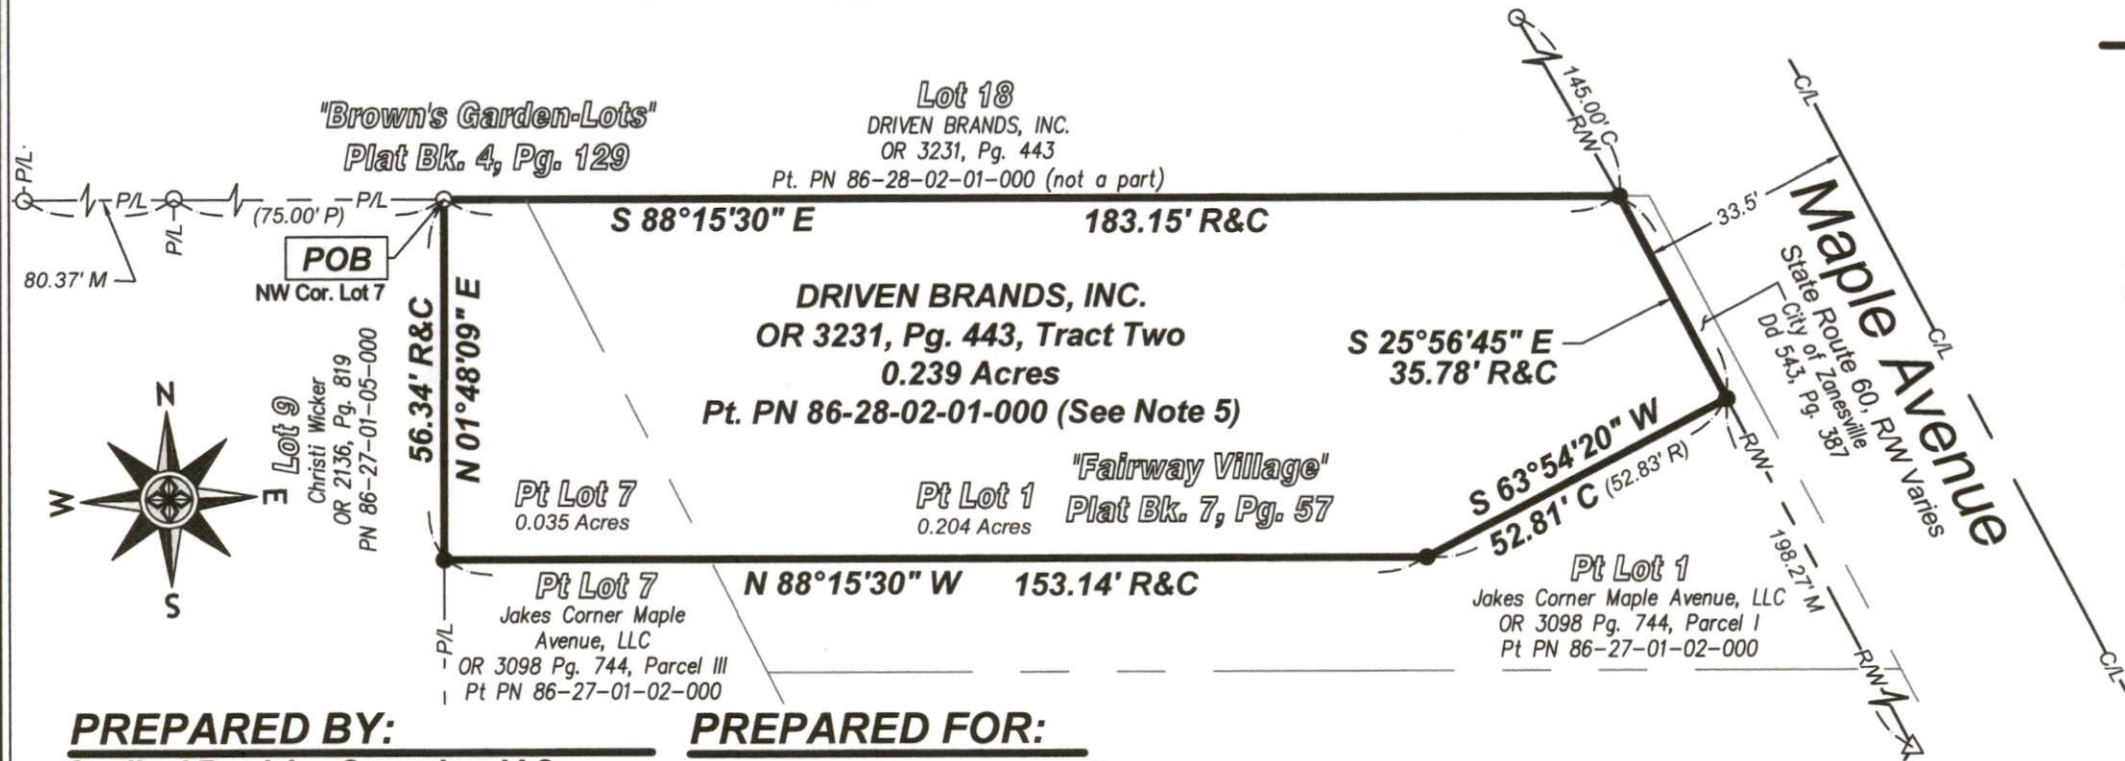 "Brown's Garden-Lots"
Plat Bk. 4, Pg. 129
Lot 18
DRIVEN BRANDS, INC.
OR 3231, Pg. 443
Pt. PN 86-28-02-01-000 (not a part)
145.00' C
R/W
C/L
P/L
P/L
(75.00' P)
P/L
P/L
80.37' M
POB
NW Cor. Lot 7
S 88°15'30" E
183.15' R&C
33.5'
Maple Avenue
State Route 60, R/W Varies
City of Zanesville
Dd 543, Pg. 387
C/L
56.34' R&C
N 01°48'09" E
DRIVEN BRANDS, INC.
OR 3231, Pg. 443, Tract Two
0.239 Acres
Pt. PN 86-28-02-01-000 (See Note 5)
S 25°56'45" E
35.78' R&C
N
E
S
W
Lot 9
Christi Wicker
OR 2136, Pg. 819
PN 86-27-01-05-000
Pt Lot 7
0.035 Acres
Pt Lot 1
0.204 Acres
"Fairway Village"
Plat Bk. 7, Pg. 57
S 63°54'20" W
52.81' C (52.83' R)
R/W
198.27' M
N 88°15'30" W
153.14' R&C
P/L
Pt Lot 7
Jakes Corner Maple
Avenue, LLC
OR 3098 Pg. 744, Parcel III
Pt PN 86-27-01-02-000
Pt Lot 1
Jakes Corner Maple Avenue, LLC
OR 3098 Pg. 744, Parcel I
Pt PN 86-27-01-02-000
R/W
C/L
PREPARED BY:
PREPARED FOR: